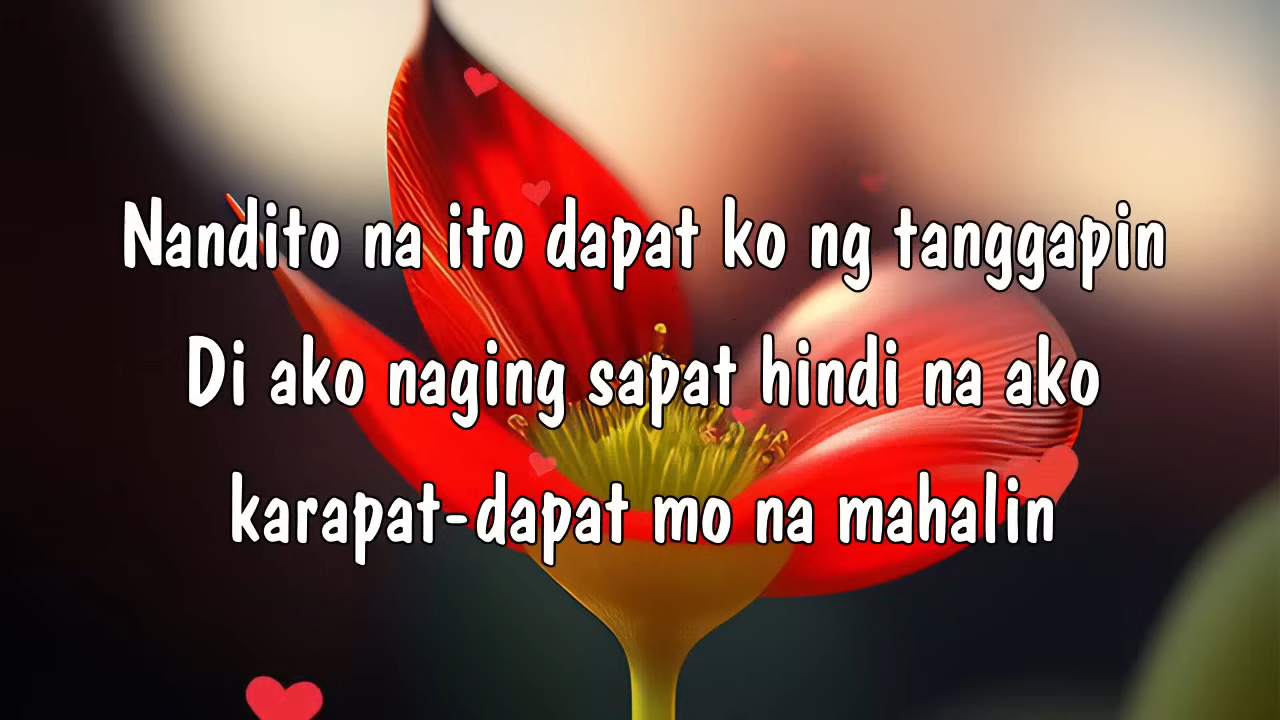 Nandito na ito dapat ko ng tanggapin
Di ako naging sapat hindi na ako
karapat-dapat mo na mahalin